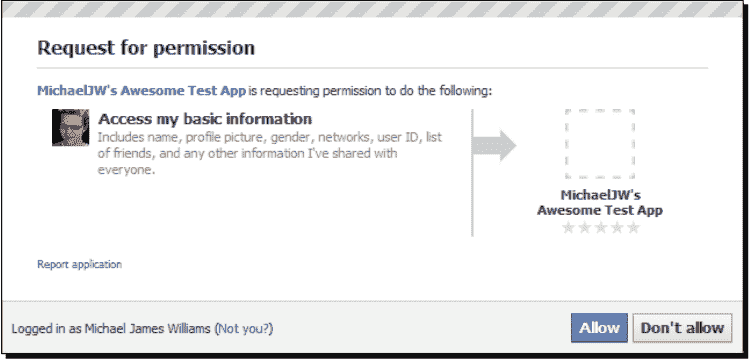 Request for permission
MichaelJW's Awesome Test App is requesting permission to do the following:
Access my basic information
Includes name, profile picture, gender, networks, user ID, list
of friends, and any other information I've shared with
everyone.
MichaelJW's
Awesome Test App
Report application
Logged in as Michael James Williams (Not you?)
Allow
Don't allow